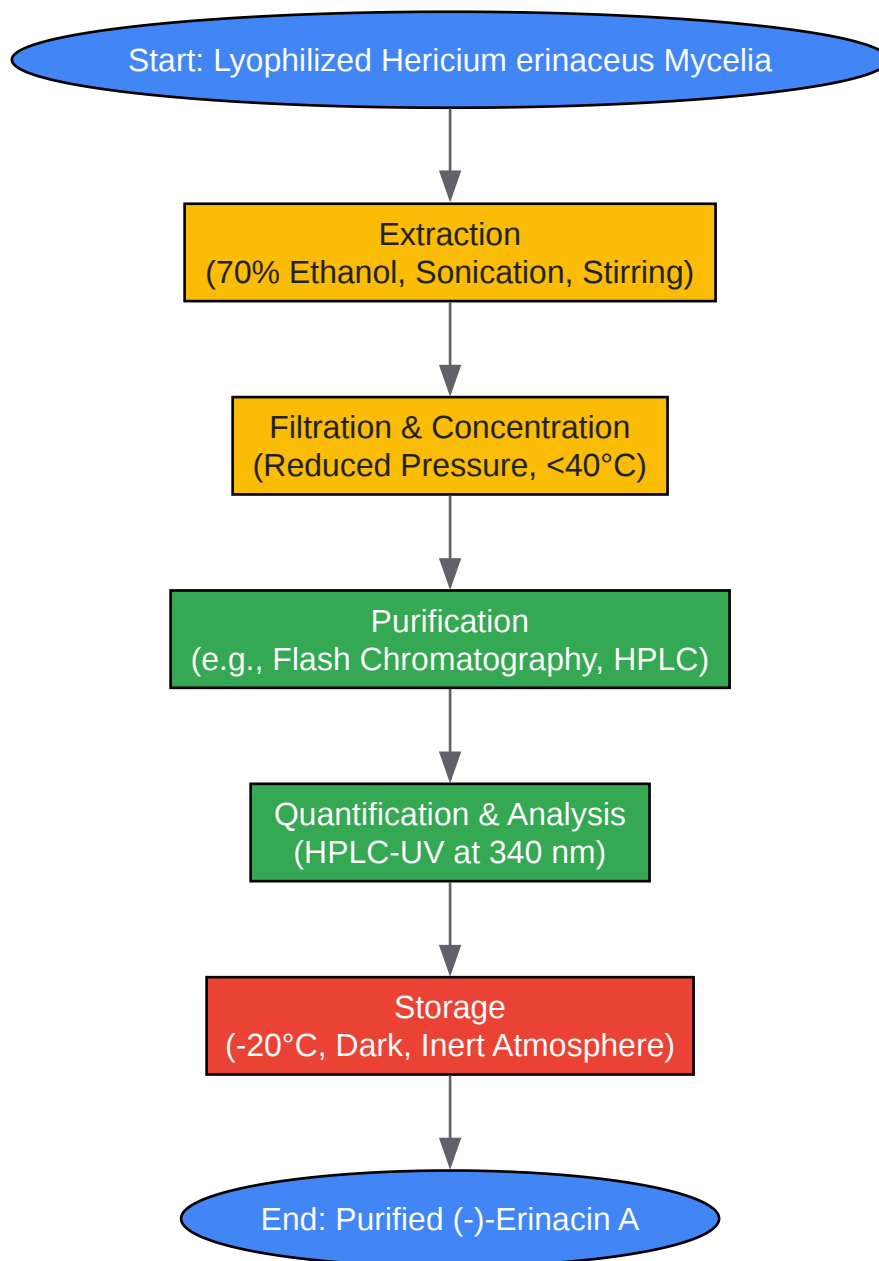 Start: Lyophilized Hericium erinaceus Mycelia
Extraction
(70% Ethanol, Sonication, Stirring)
Filtration & Concentration
(Reduced Pressure, <40°C)
Purification
(e.g., Flash Chromatography, HPLC)
Quantification & Analysis
(HPLC-UV at 340 nm)
Storage
(-20°C, Dark, Inert Atmosphere)
End: Purified (-)-Erinacin A